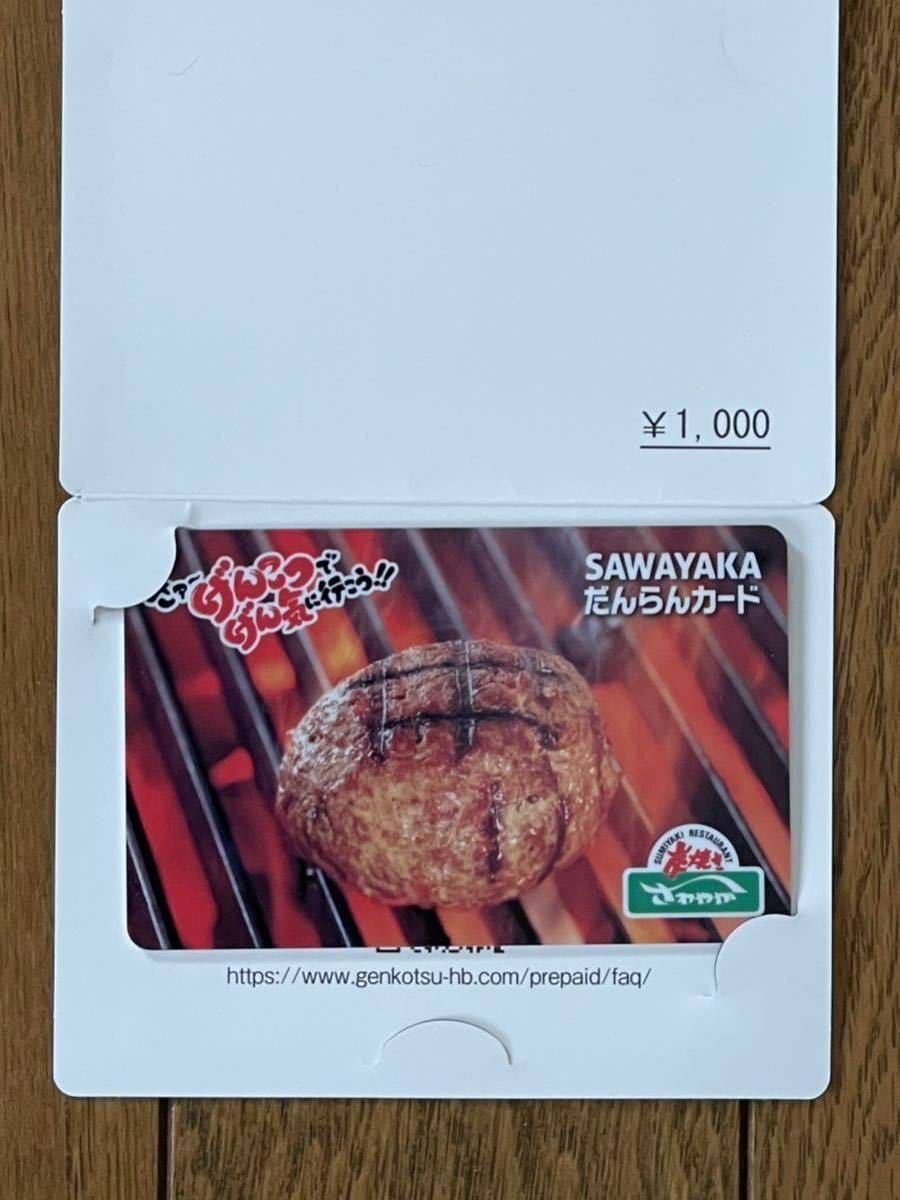 ¥1,000
さぁー
げんこつで
げん気に行こう!!
SAWAYAKA
だんらんカード
SUMIYAKI RESTAURANT
炭焼き
さわやか
https://www.genkotsu-hb.com/prepaid/faq/